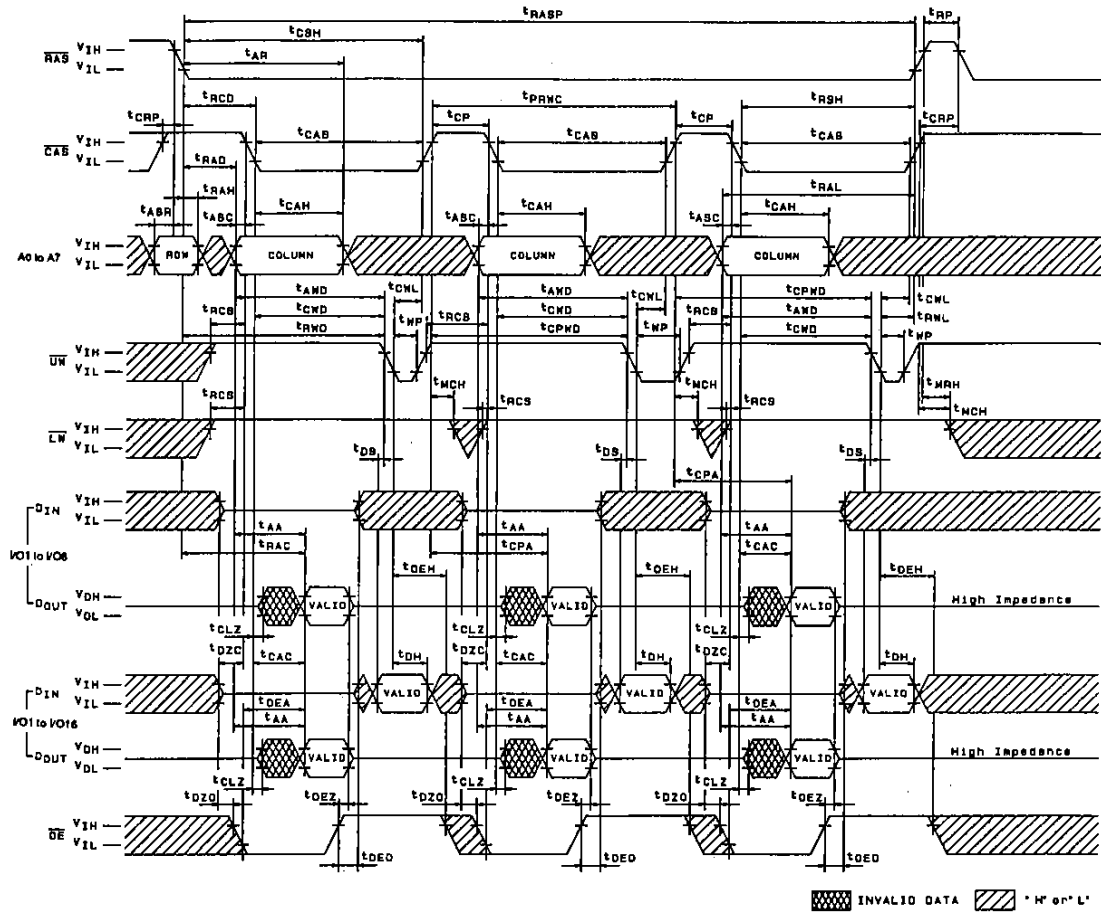 tRASP tRP
tCSH
RAS VIH
VIL
tAR
tRCD tPRWC tRSH
tCRP tCP tCP tCRP
CAS VIH
VIL
tCAS tCAS tCAS
tRAD
tRAH tRAL
tASR tASC tCAH tASC tCAH tASC tCAH
A0 to A7 VIH
VIL
ROW COLUMN COLUMN COLUMN
tAWD tCWL tAWD tCWL tCPWD tCWL
tRCS tCWD tRCS tCWD tRCS tAWD tRWL
tRWD tWP tCPWD tWP tCWD tWP
UW VIH
VIL
tMCH tMCH tMRH
tRCS tRCS tRCS tMCH
LW VIH
VIL
tDS tDS tDS
tCPA
DIN VIH
VIL
I/O1 to I/O8
tAA tAA tAA
tRAC tCPA tCAC
tOEH tOEH tOEH
DOUT VOH
VOL
VALID VALID VALID High Impedance
tCLZ tCLZ tCLZ
tDZC tCAC tDH tDZC tCAC tDH tDZC tDH
DIN VIH
VIL
VALID VALID VALID
I/O1 to I/O16
tOEA tOEA tOEA
tAA tAA tAA
DOUT VOH
VOL
VALID VALID VALID High Impedance
tCLZ tCLZ tCLZ
tDZO tOEZ tDZO tOEZ tDZO tOEZ
OE VIH
VIL
tOED tOED tOED
INVALID DATA "H" or "L"